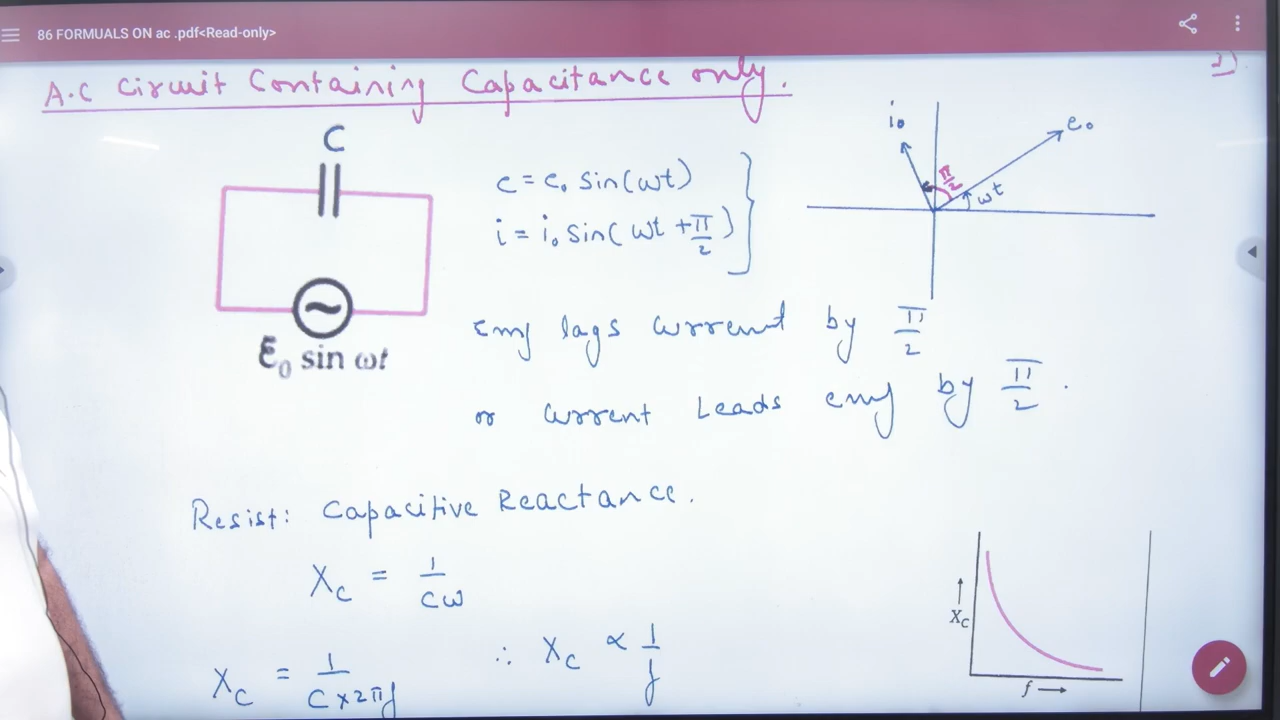 86 FORMUALS ON ac .pdf<Read-only>
A.C Circuit Containing Capacitance only.
C
ε₀ sin ωt
e = e₀ sin(ωt)
i = i₀ sin(ωt + π/2)
i₀
e₀
π/2
ωt
emf lags current by π/2
or current Leads emf by π/2.
Resist: Capacitive Reactance.
X_C = 1/Cω
X_C = 1/C×2πf
∴ X_C ∝ 1/f
X_C
f